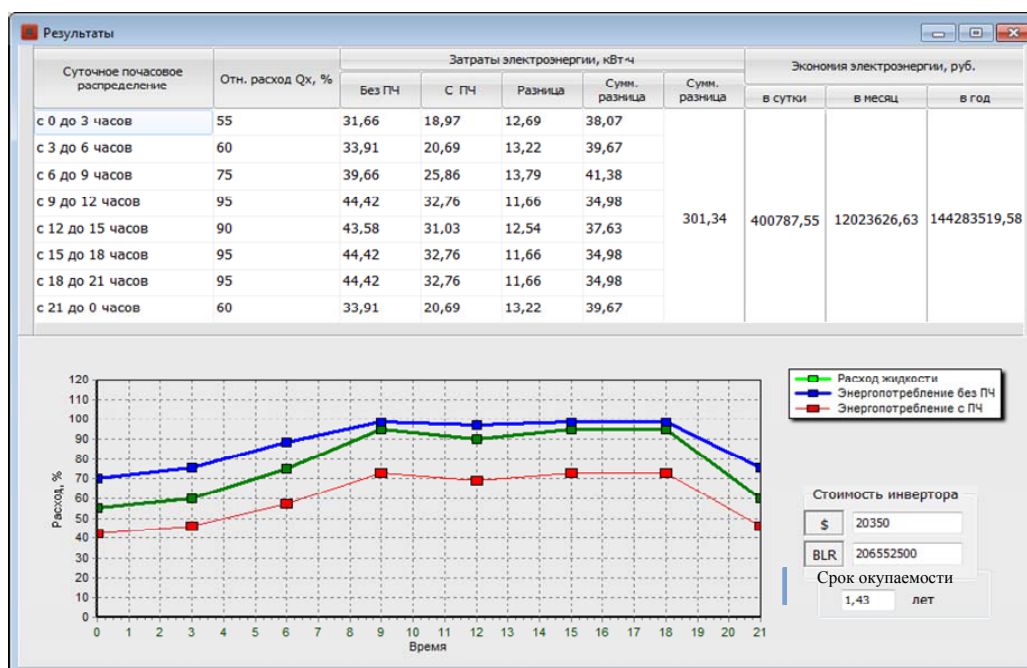 Результаты
Суточное почасовое распределение
Отн. расход Qх, %
Затраты электроэнергии, кВт·ч
Экономия электроэнергии, руб.
Без ПЧ
С ПЧ
Разница
Сумм. разница
Сумм. разница
в сутки
в месяц
в год
с 0 до 3 часов 55 31,66 18,97 12,69 38,07
с 3 до 6 часов 60 33,91 20,69 13,22 39,67
с 6 до 9 часов 75 39,66 25,86 13,79 41,38
с 9 до 12 часов 95 44,42 32,76 11,66 34,98
с 12 до 15 часов 90 43,58 31,03 12,54 37,63
с 15 до 18 часов 95 44,42 32,76 11,66 34,98
с 18 до 21 часов 95 44,42 32,76 11,66 34,98
с 21 до 0 часов 60 33,91 20,69 13,22 39,67
301,34 400787,55 12023626,63 144283519,58
120
110
100
90
80
70
60
50
40
30
20
10
0
Расход, %
0 1 2 3 4 5 6 7 8 9 10 11 12 13 14 15 16 17 18 19 20 21
Время
Расход жидкости
Энергопотребление без ПЧ
Энергопотребление с ПЧ
Стоимость инвертора
$ 20350
BLR 206552500
Срок окупаемости
1,43 лет